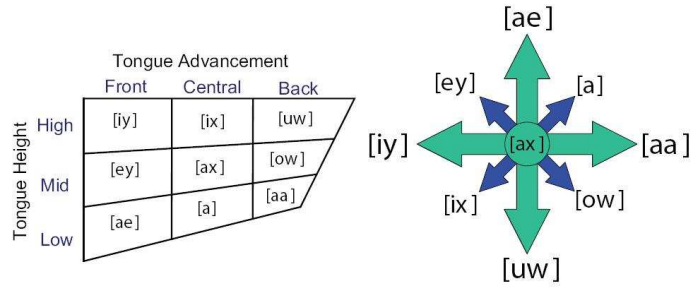 Tongue Advancement
Front Central Back
Tongue Height
High [iy] [ix] [uw]
Mid [ey] [ax] [ow]
Low [ae] [a] [aa]
[ae]
[ey] [a]
[iy] [ax] [aa]
[ix] [ow]
[uw]